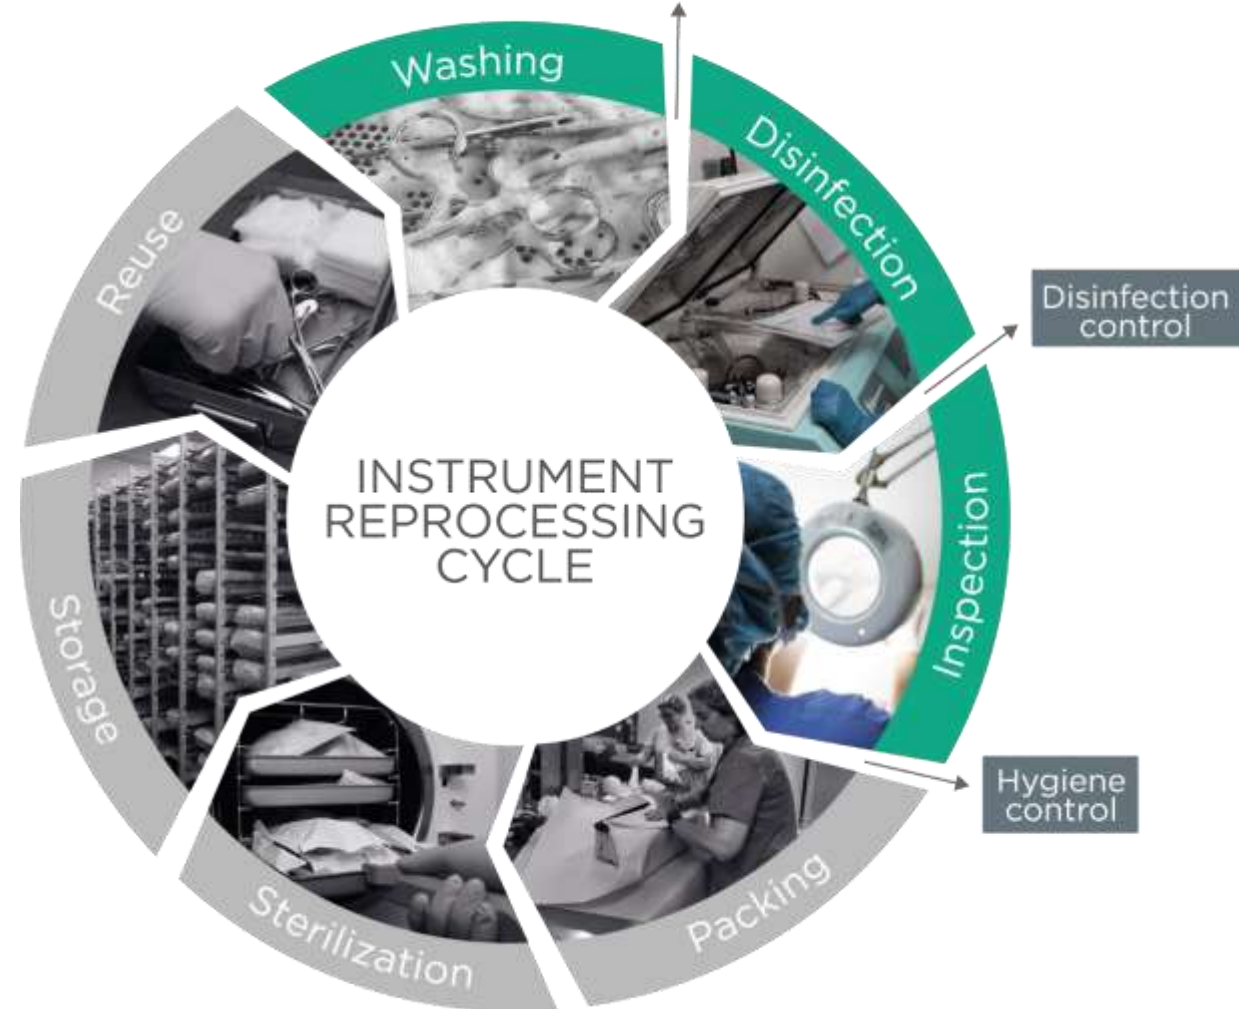 Washing
Disinfection
Disinfection
control
Reuse
INSTRUMENT
REPROCESSING
CYCLE
Inspection
Storage
Hygiene
control
Packing
Sterilization